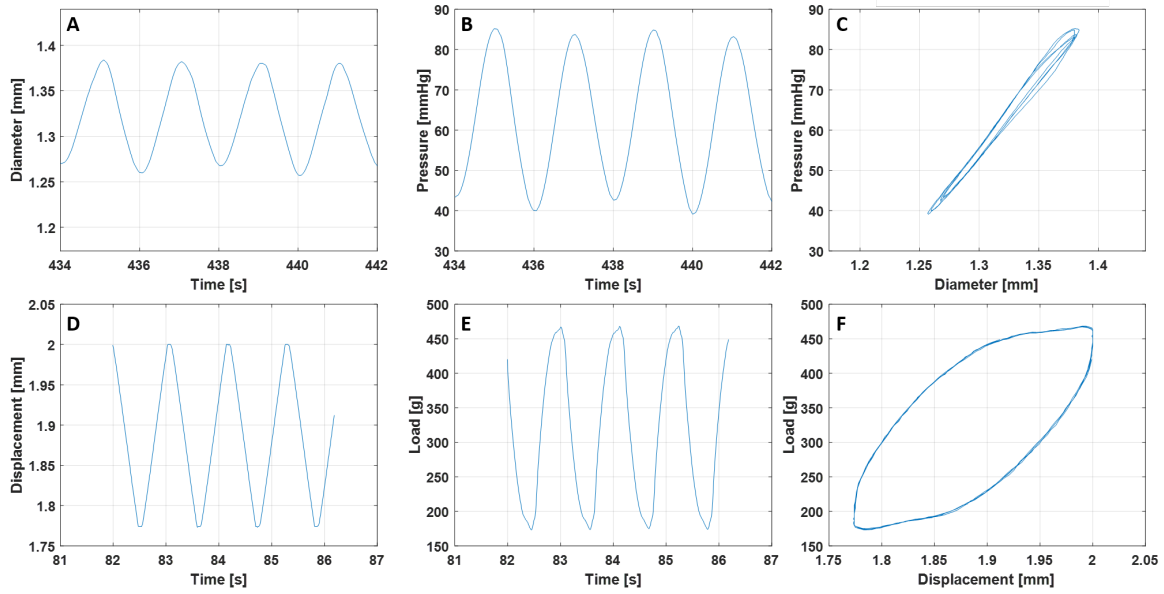 A
Diameter [mm]
1.4
1.35
1.3
1.25
1.2
434 436 438 440 442
Time [s]
B
Pressure [mmHg]
90
80
70
60
50
40
30
434 436 438 440 442
Time [s]
C
Pressure [mmHg]
90
80
70
60
50
40
30
1.2 1.25 1.3 1.35 1.4
Diameter [mm]
D
Displacement [mm]
2.05
2
1.95
1.9
1.85
1.8
1.75
81 82 83 84 85 86 87
Time [s]
E
Load [g]
500
450
400
350
300
250
200
150
81 82 83 84 85 86 87
Time [s]
F
Load [g]
500
450
400
350
300
250
200
150
1.75 1.8 1.85 1.9 1.95 2 2.05
Displacement [mm]